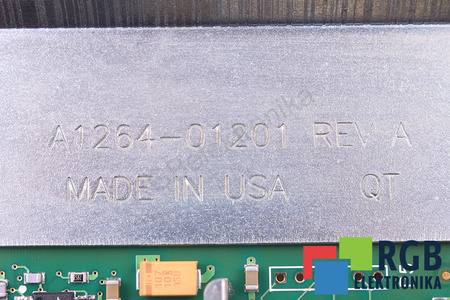 A1264-01201 REV A
MADE IN USA QT
RGB
ELEKTRONIKA